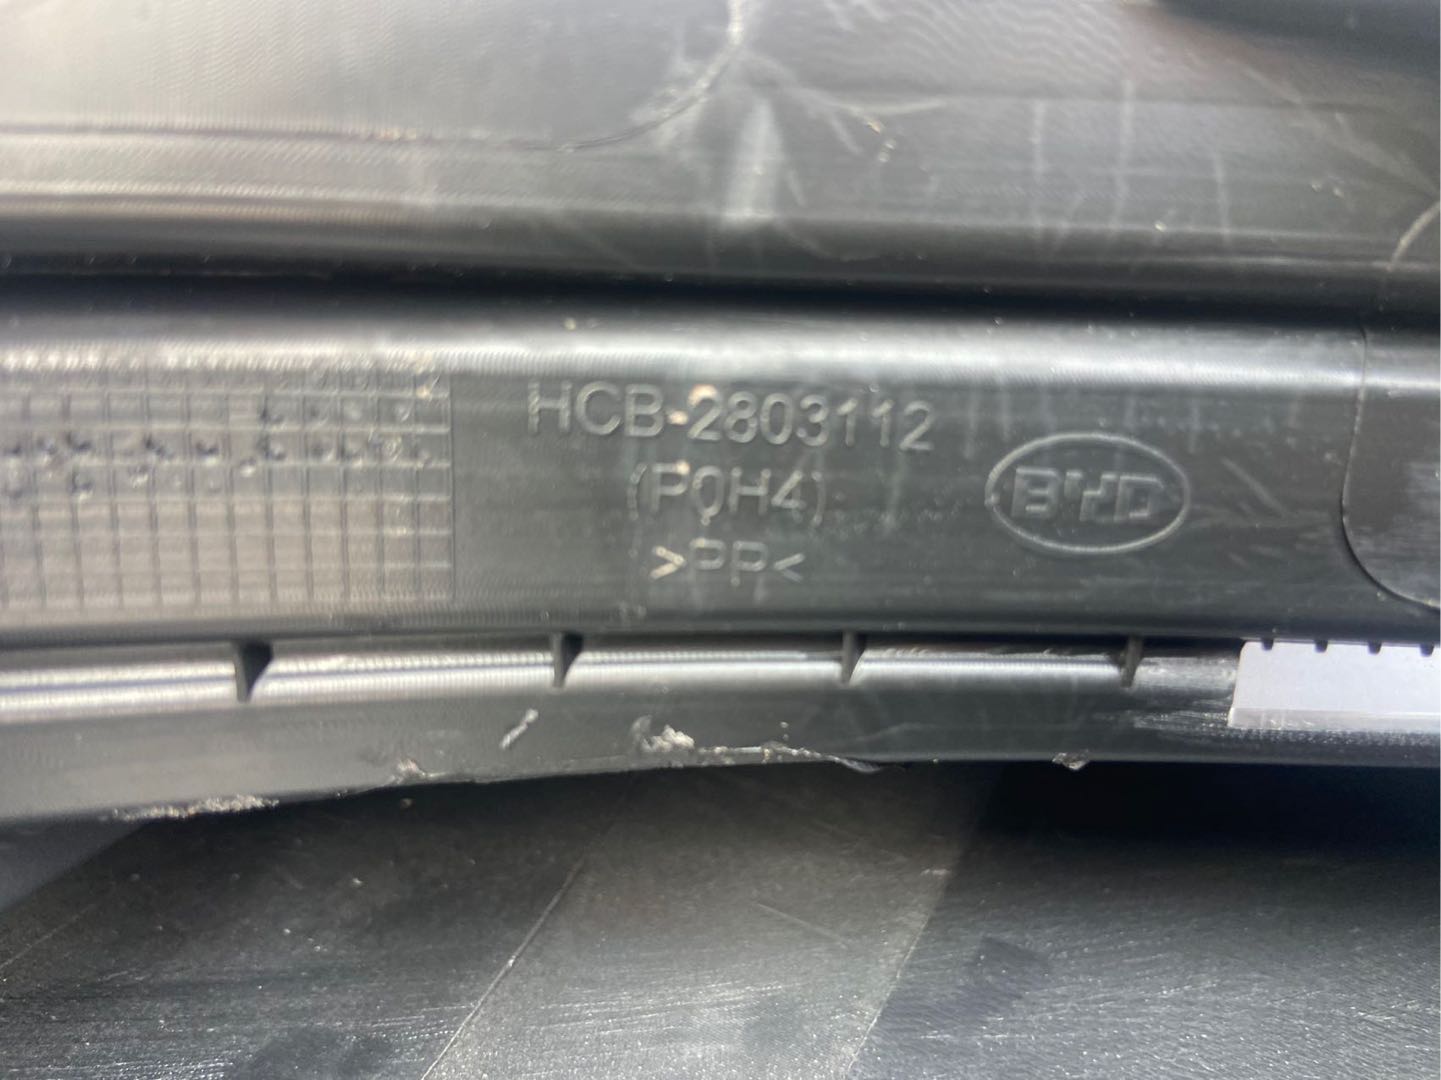 HCB-2803112
(P0H4)
>PP<
BYD